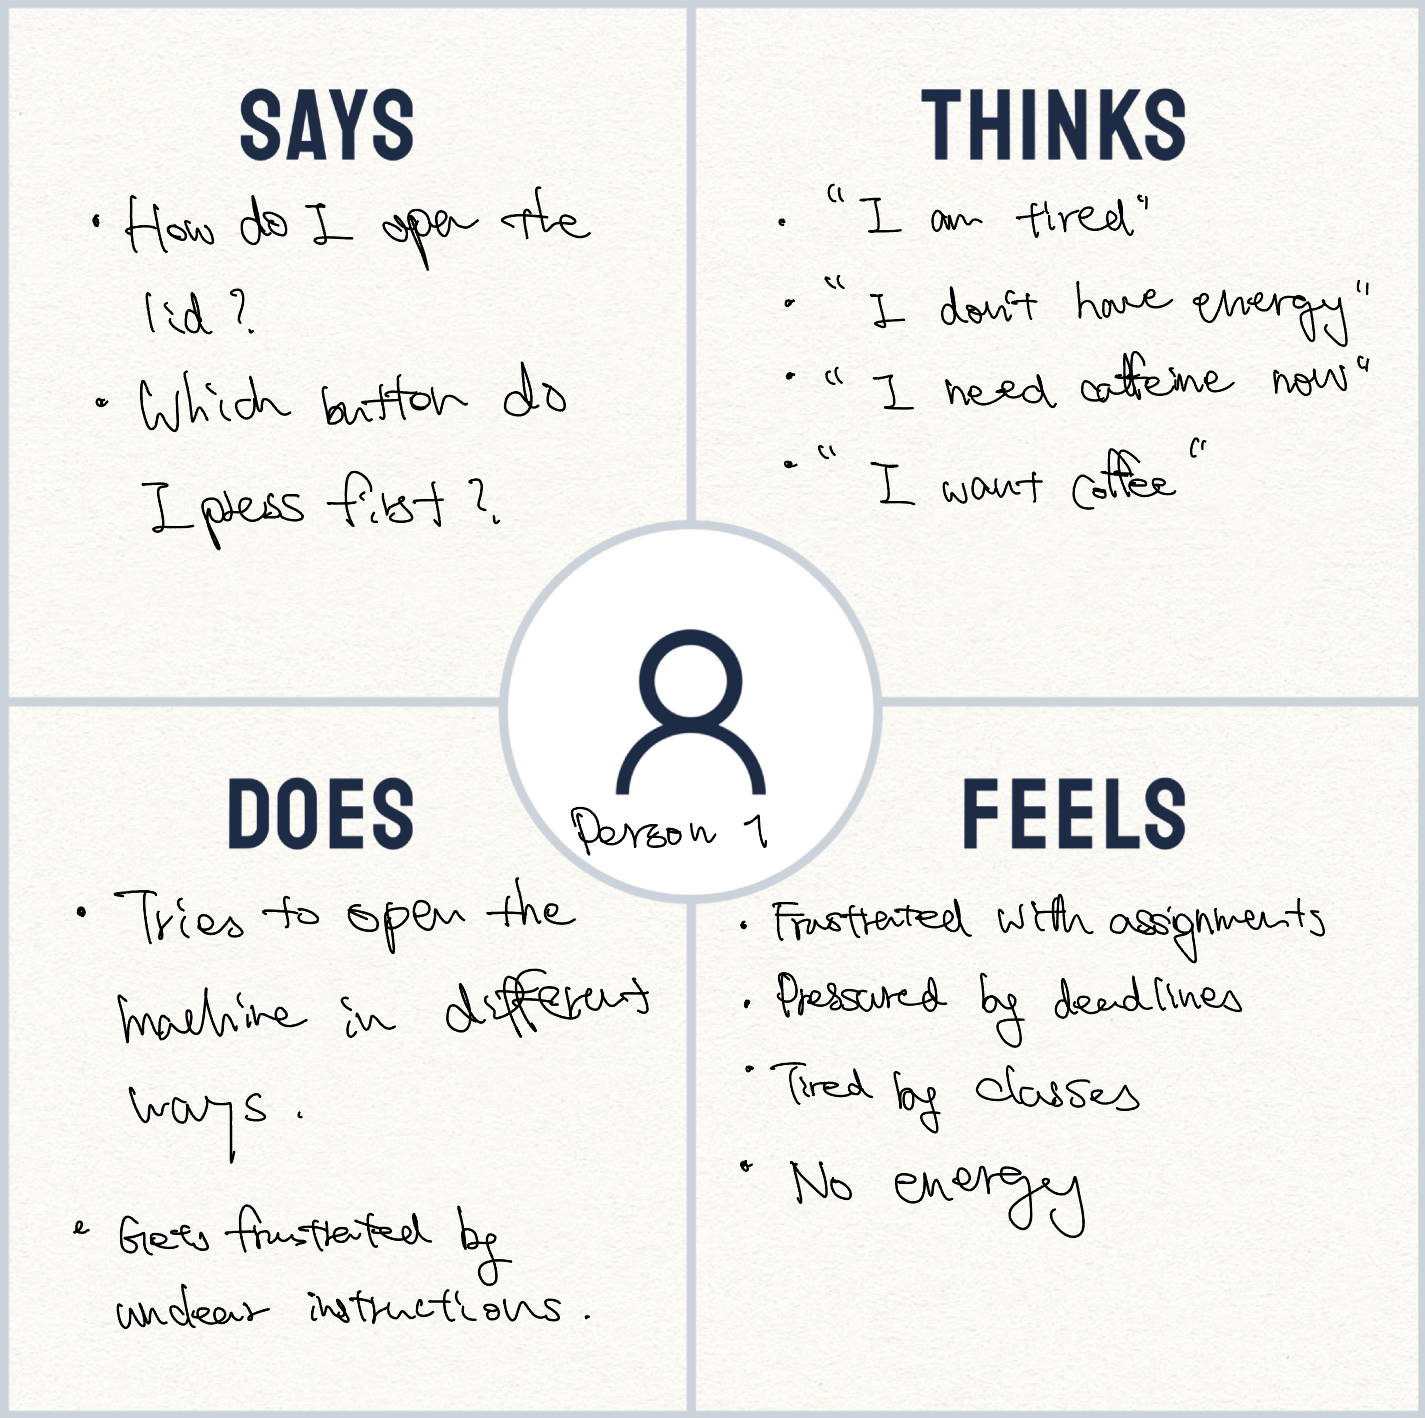 SAYS
• How do I open the
lid?
• Which button do
I press first?
THINKS
• "I am tired"
• "I don't have energy"
• "I need caffeine now"
• "I want coffee"
Person 1
DOES
• Tries to open the
machine in different
ways.
• Gets frustrated by
unclear instructions.
FEELS
• Frustrated with assignments
• Pressured by deadlines
• Tired by classes
• No energy